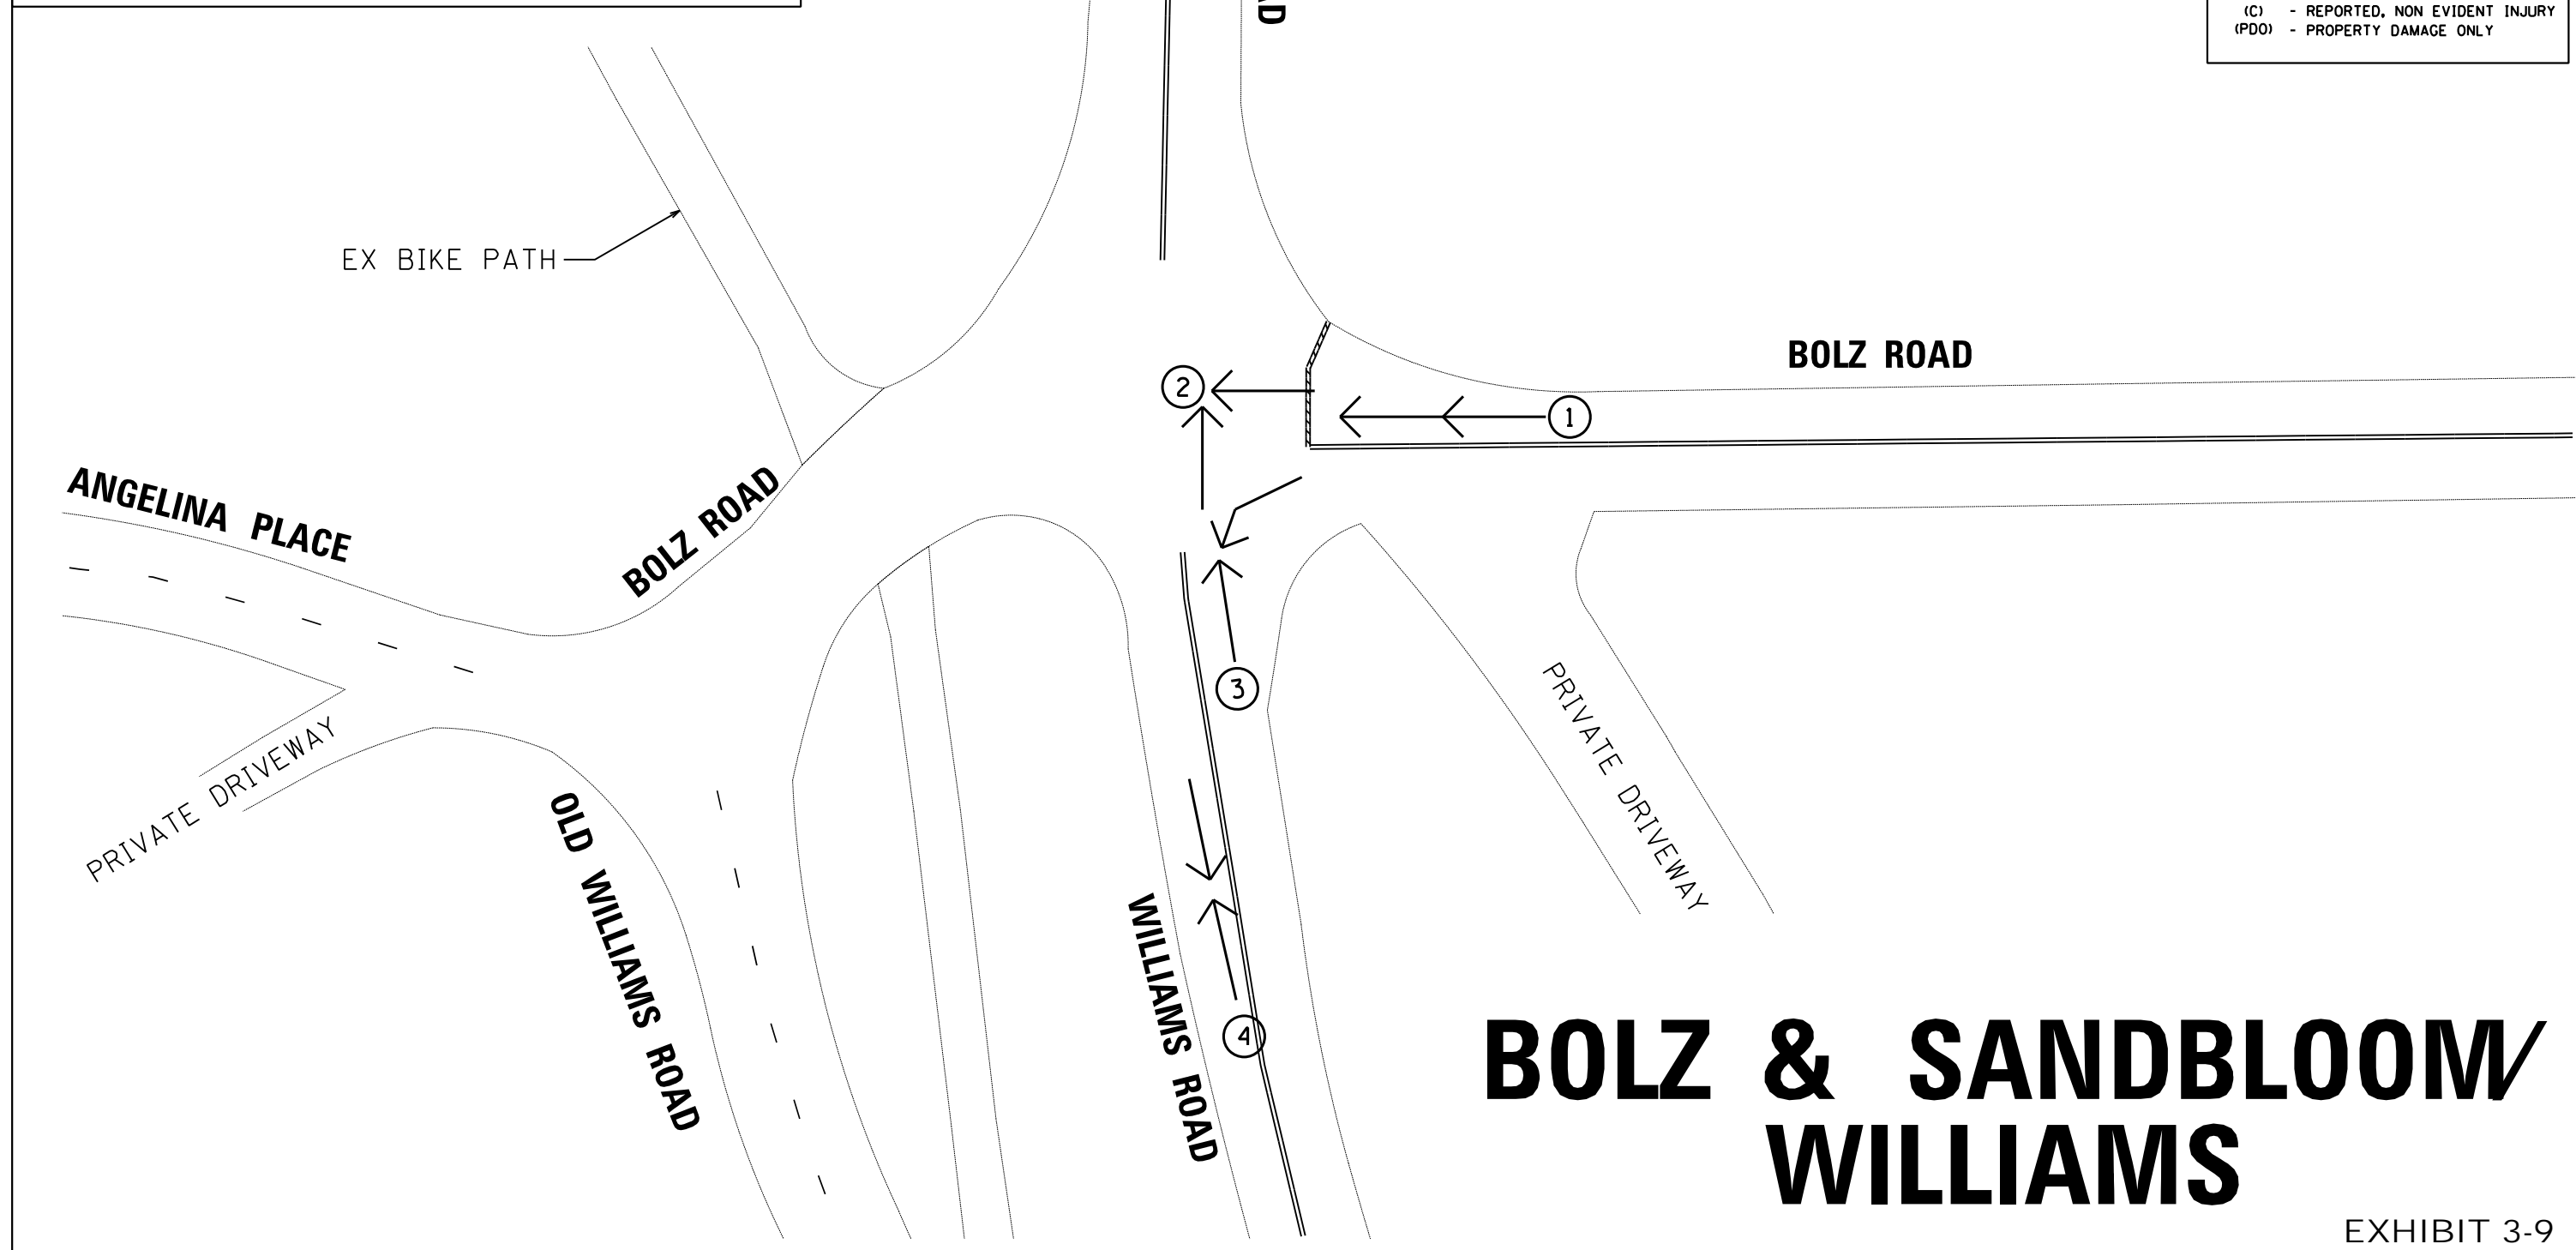 (C) - REPORTED, NON EVIDENT INJURY
(PDO) - PROPERTY DAMAGE ONLY
EX BIKE PATH
BOLZ ROAD
2
1
ANGELINA PLACE
BOLZ ROAD
3
PRIVATE DRIVEWAY
PRIVATE DRIVEWAY
OLD WILLIAMS ROAD
WILLIAMS ROAD
4
BOLZ & SANDBLOOM/
WILLIAMS
EXHIBIT 3-9